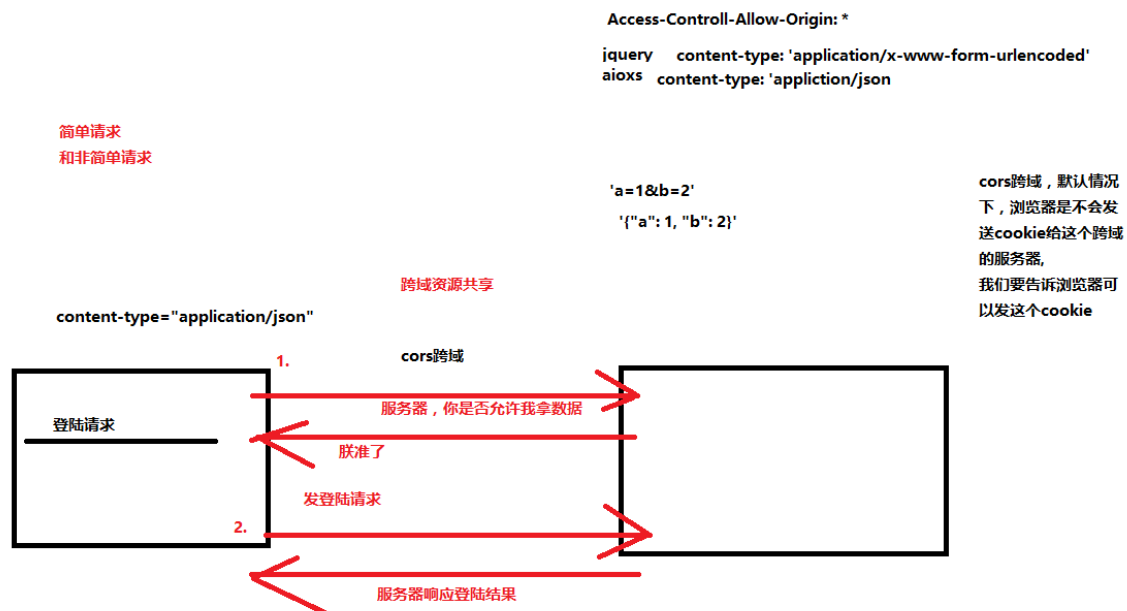 Access-Controll-Allow-Origin: *
jquery content-type: 'application/x-www-form-urlencoded'
aioxs content-type: 'appliction/json
简单请求
和非简单请求
'a=1&b=2'
'{"a": 1, "b": 2}'
cors跨域，默认情况
下，浏览器是不会发
送cookie给这个跨域
的服务器,
我们要告诉浏览器可
以发这个cookie
跨域资源共享
content-type="application/json"
cors跨域
1.
服务器，你是否允许我拿数据
登陆请求
朕准了
发登陆请求
2.
服务器响应登陆结果